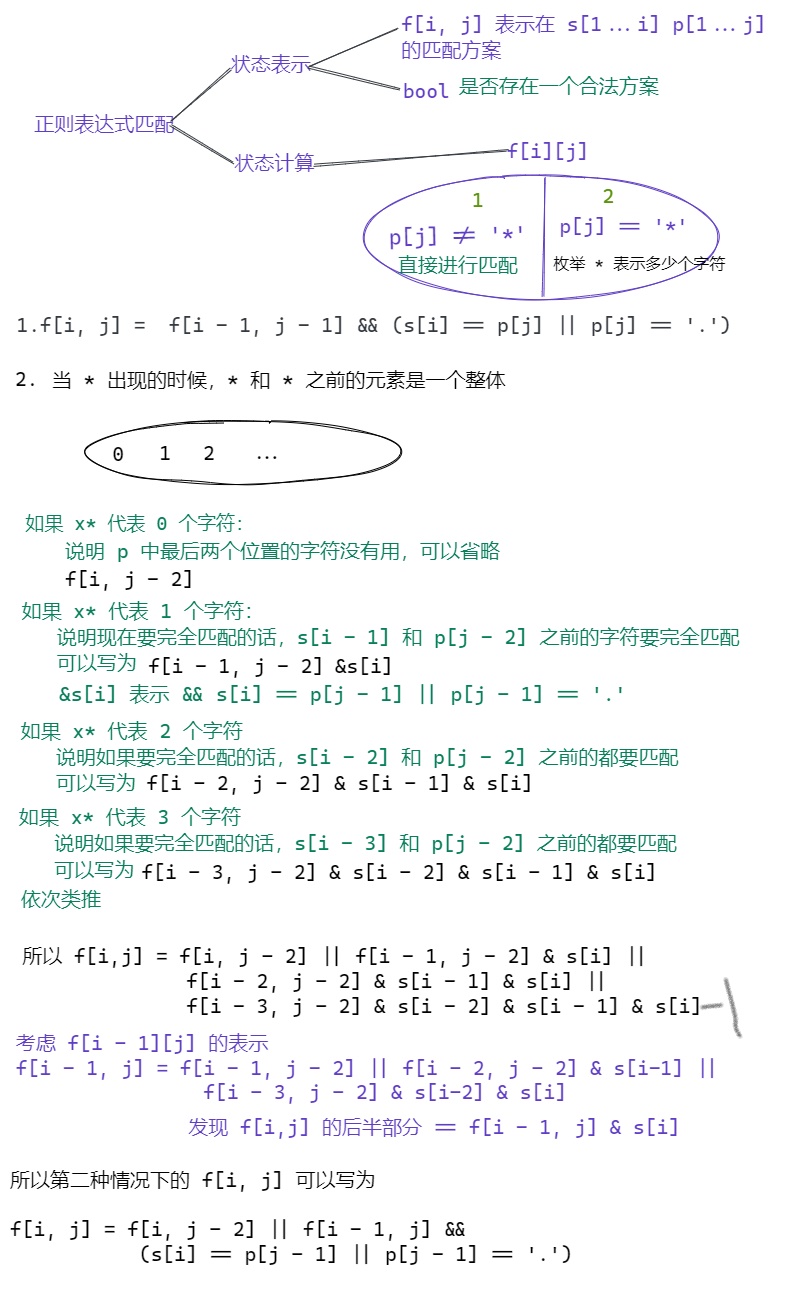 f[i, j] 表示在 s[1 ... i] p[1 ... j]
的匹配方案
状态表示
bool 是否存在一个合法方案
正则表达式匹配
状态计算
f[i][j]
1
2
p[j] ≠ '*'
p[j] == '*'
直接进行匹配
枚举 * 表示多少个字符
1.f[i, j] = f[i - 1, j - 1] && (s[i] == p[j] || p[j] == '.')
2. 当 * 出现的时候，* 和 * 之前的元素是一个整体
0 1 2 ...
如果 x* 代表 0 个字符：
说明 p 中最后两个位置的字符没有用，可以省略
f[i, j - 2]
如果 x* 代表 1 个字符：
说明现在要完全匹配的话，s[i - 1] 和 p[j - 2] 之前的字符要完全匹配
可以写为 f[i - 1, j - 2] &s[i]
&s[i] 表示 && s[i] == p[j - 1] || p[j - 1] == '.'
如果 x* 代表 2 个字符
说明如果要完全匹配的话，s[i - 2] 和 p[j - 2] 之前的都要匹配
可以写为 f[i - 2, j - 2] & s[i - 1] & s[i]
如果 x* 代表 3 个字符
说明如果要完全匹配的话，s[i - 3] 和 p[j - 2] 之前的都要匹配
可以写为 f[i - 3, j - 2] & s[i - 2] & s[i - 1] & s[i]
依次类推
所以 f[i,j] = f[i, j - 2] || f[i - 1, j - 2] & s[i] ||
f[i - 2, j - 2] & s[i - 1] & s[i] ||
f[i - 3, j - 2] & s[i - 2] & s[i - 1] & s[i]
考虑 f[i - 1][j] 的表示
f[i - 1, j] = f[i - 1, j - 2] || f[i - 2, j - 2] & s[i-1] ||
f[i - 3, j - 2] & s[i-2] & s[i]
发现 f[i,j] 的后半部分 == f[i - 1, j] & s[i]
所以第二种情况下的 f[i, j] 可以写为
f[i, j] = f[i, j - 2] || f[i - 1, j] &&
(s[i] == p[j - 1] || p[j - 1] == '.')